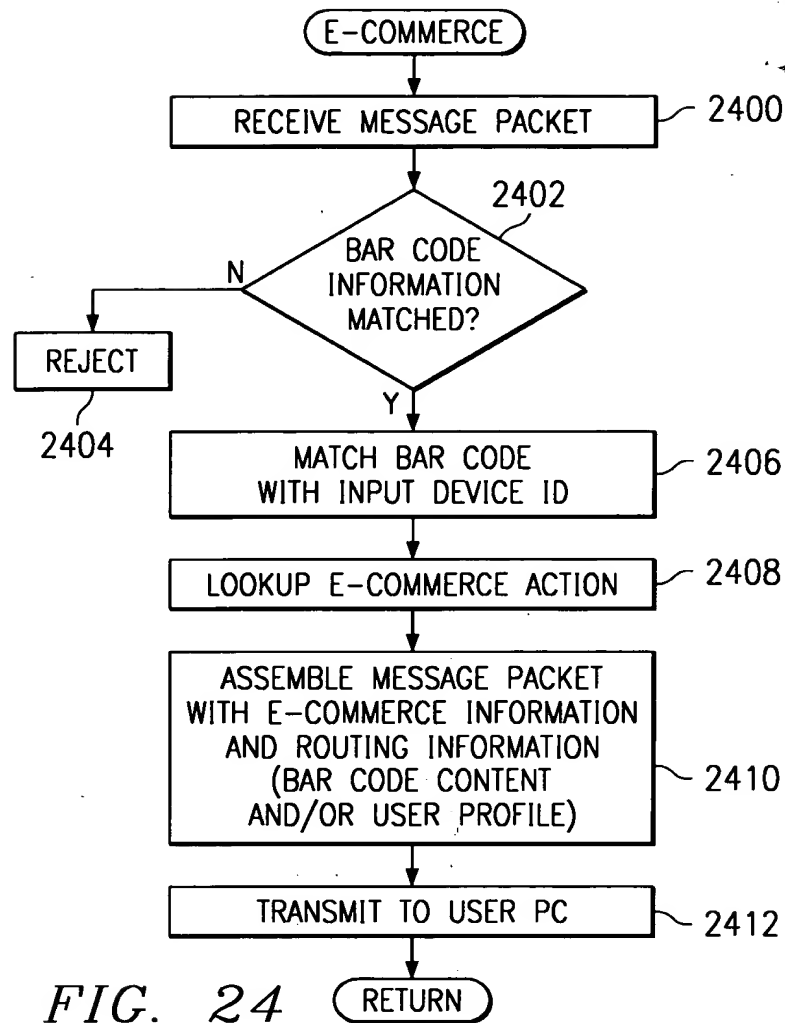 E-COMMERCE
RECEIVE MESSAGE PACKET
2400
2402
BAR CODE
INFORMATION
MATCHED?
N
REJECT
2404
Y
MATCH BAR CODE
WITH INPUT DEVICE ID
2406
LOOKUP E-COMMERCE ACTION
2408
ASSEMBLE MESSAGE PACKET
WITH E-COMMERCE INFORMATION
AND ROUTING INFORMATION
(BAR CODE CONTENT
AND/OR USER PROFILE)
2410
TRANSMIT TO USER PC
2412
FIG. 24
RETURN